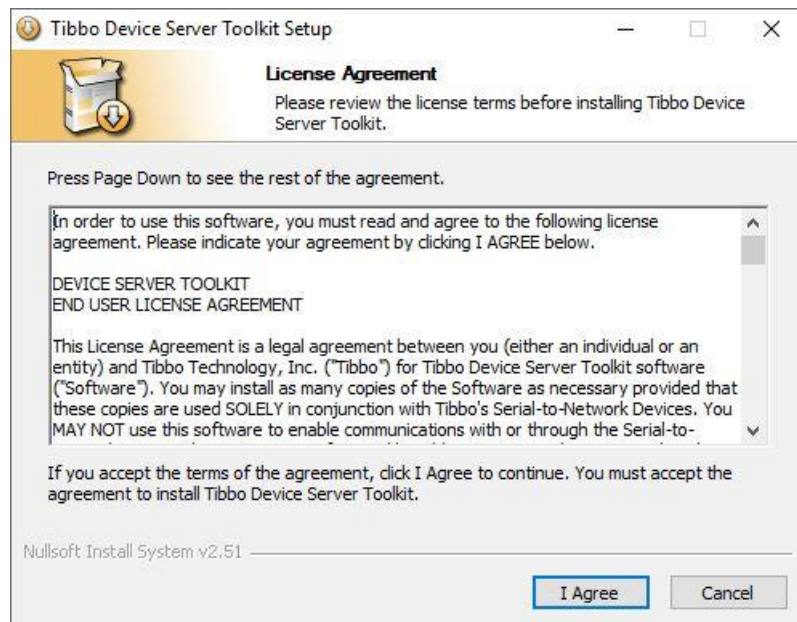 Tibbo Device Server Toolkit Setup
License Agreement
Please review the license terms before installing Tibbo Device
Server Toolkit.
Press Page Down to see the rest of the agreement.
In order to use this software, you must read and agree to the following license
agreement. Please indicate your agreement by clicking I AGREE below.
DEVICE SERVER TOOLKIT
END USER LICENSE AGREEMENT
This License Agreement is a legal agreement between you (either an individual or an
entity) and Tibbo Technology, Inc. ("Tibbo") for Tibbo Device Server Toolkit software
("Software"). You may install as many copies of the Software as necessary provided that
these copies are used SOLELY in conjunction with Tibbo's Serial-to-Network Devices. You
MAY NOT use this software to enable communications with or through the Serial-to-
If you accept the terms of the agreement, click I Agree to continue. You must accept the
agreement to install Tibbo Device Server Toolkit.
Nullsoft Install System v2.51
I Agree
Cancel